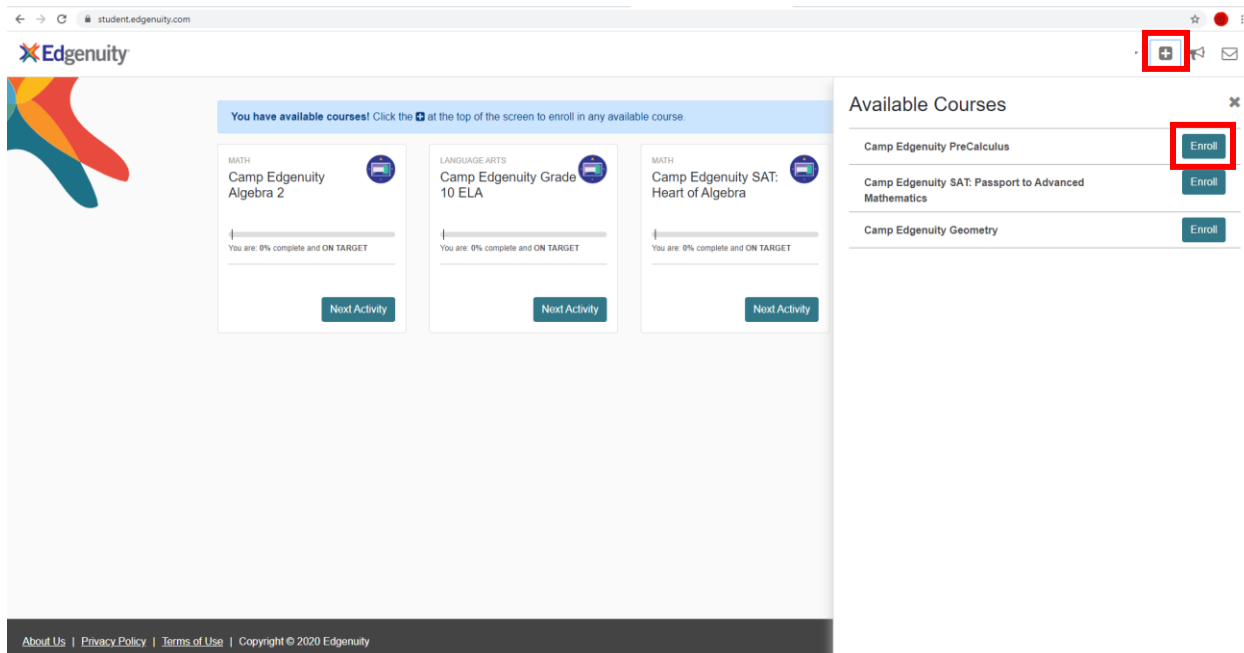 student.edgenuity.com
Edgenuity
You have available courses! Click the at the top of the screen to enroll in any available course.
MATH
Camp Edgenuity
Algebra 2
You are: 0% complete and ON TARGET
Next Activity
LANGUAGE ARTS
Camp Edgenuity Grade
10 ELA
You are: 0% complete and ON TARGET
Next Activity
MATH
Camp Edgenuity SAT:
Heart of Algebra
You are: 0% complete and ON TARGET
Next Activity
Available Courses
Camp Edgenuity PreCalculus
Enroll
Camp Edgenuity SAT: Passport to Advanced
Mathematics
Enroll
Camp Edgenuity Geometry
Enroll
About Us | Privacy Policy | Terms of Use | Copyright © 2020 Edgenuity